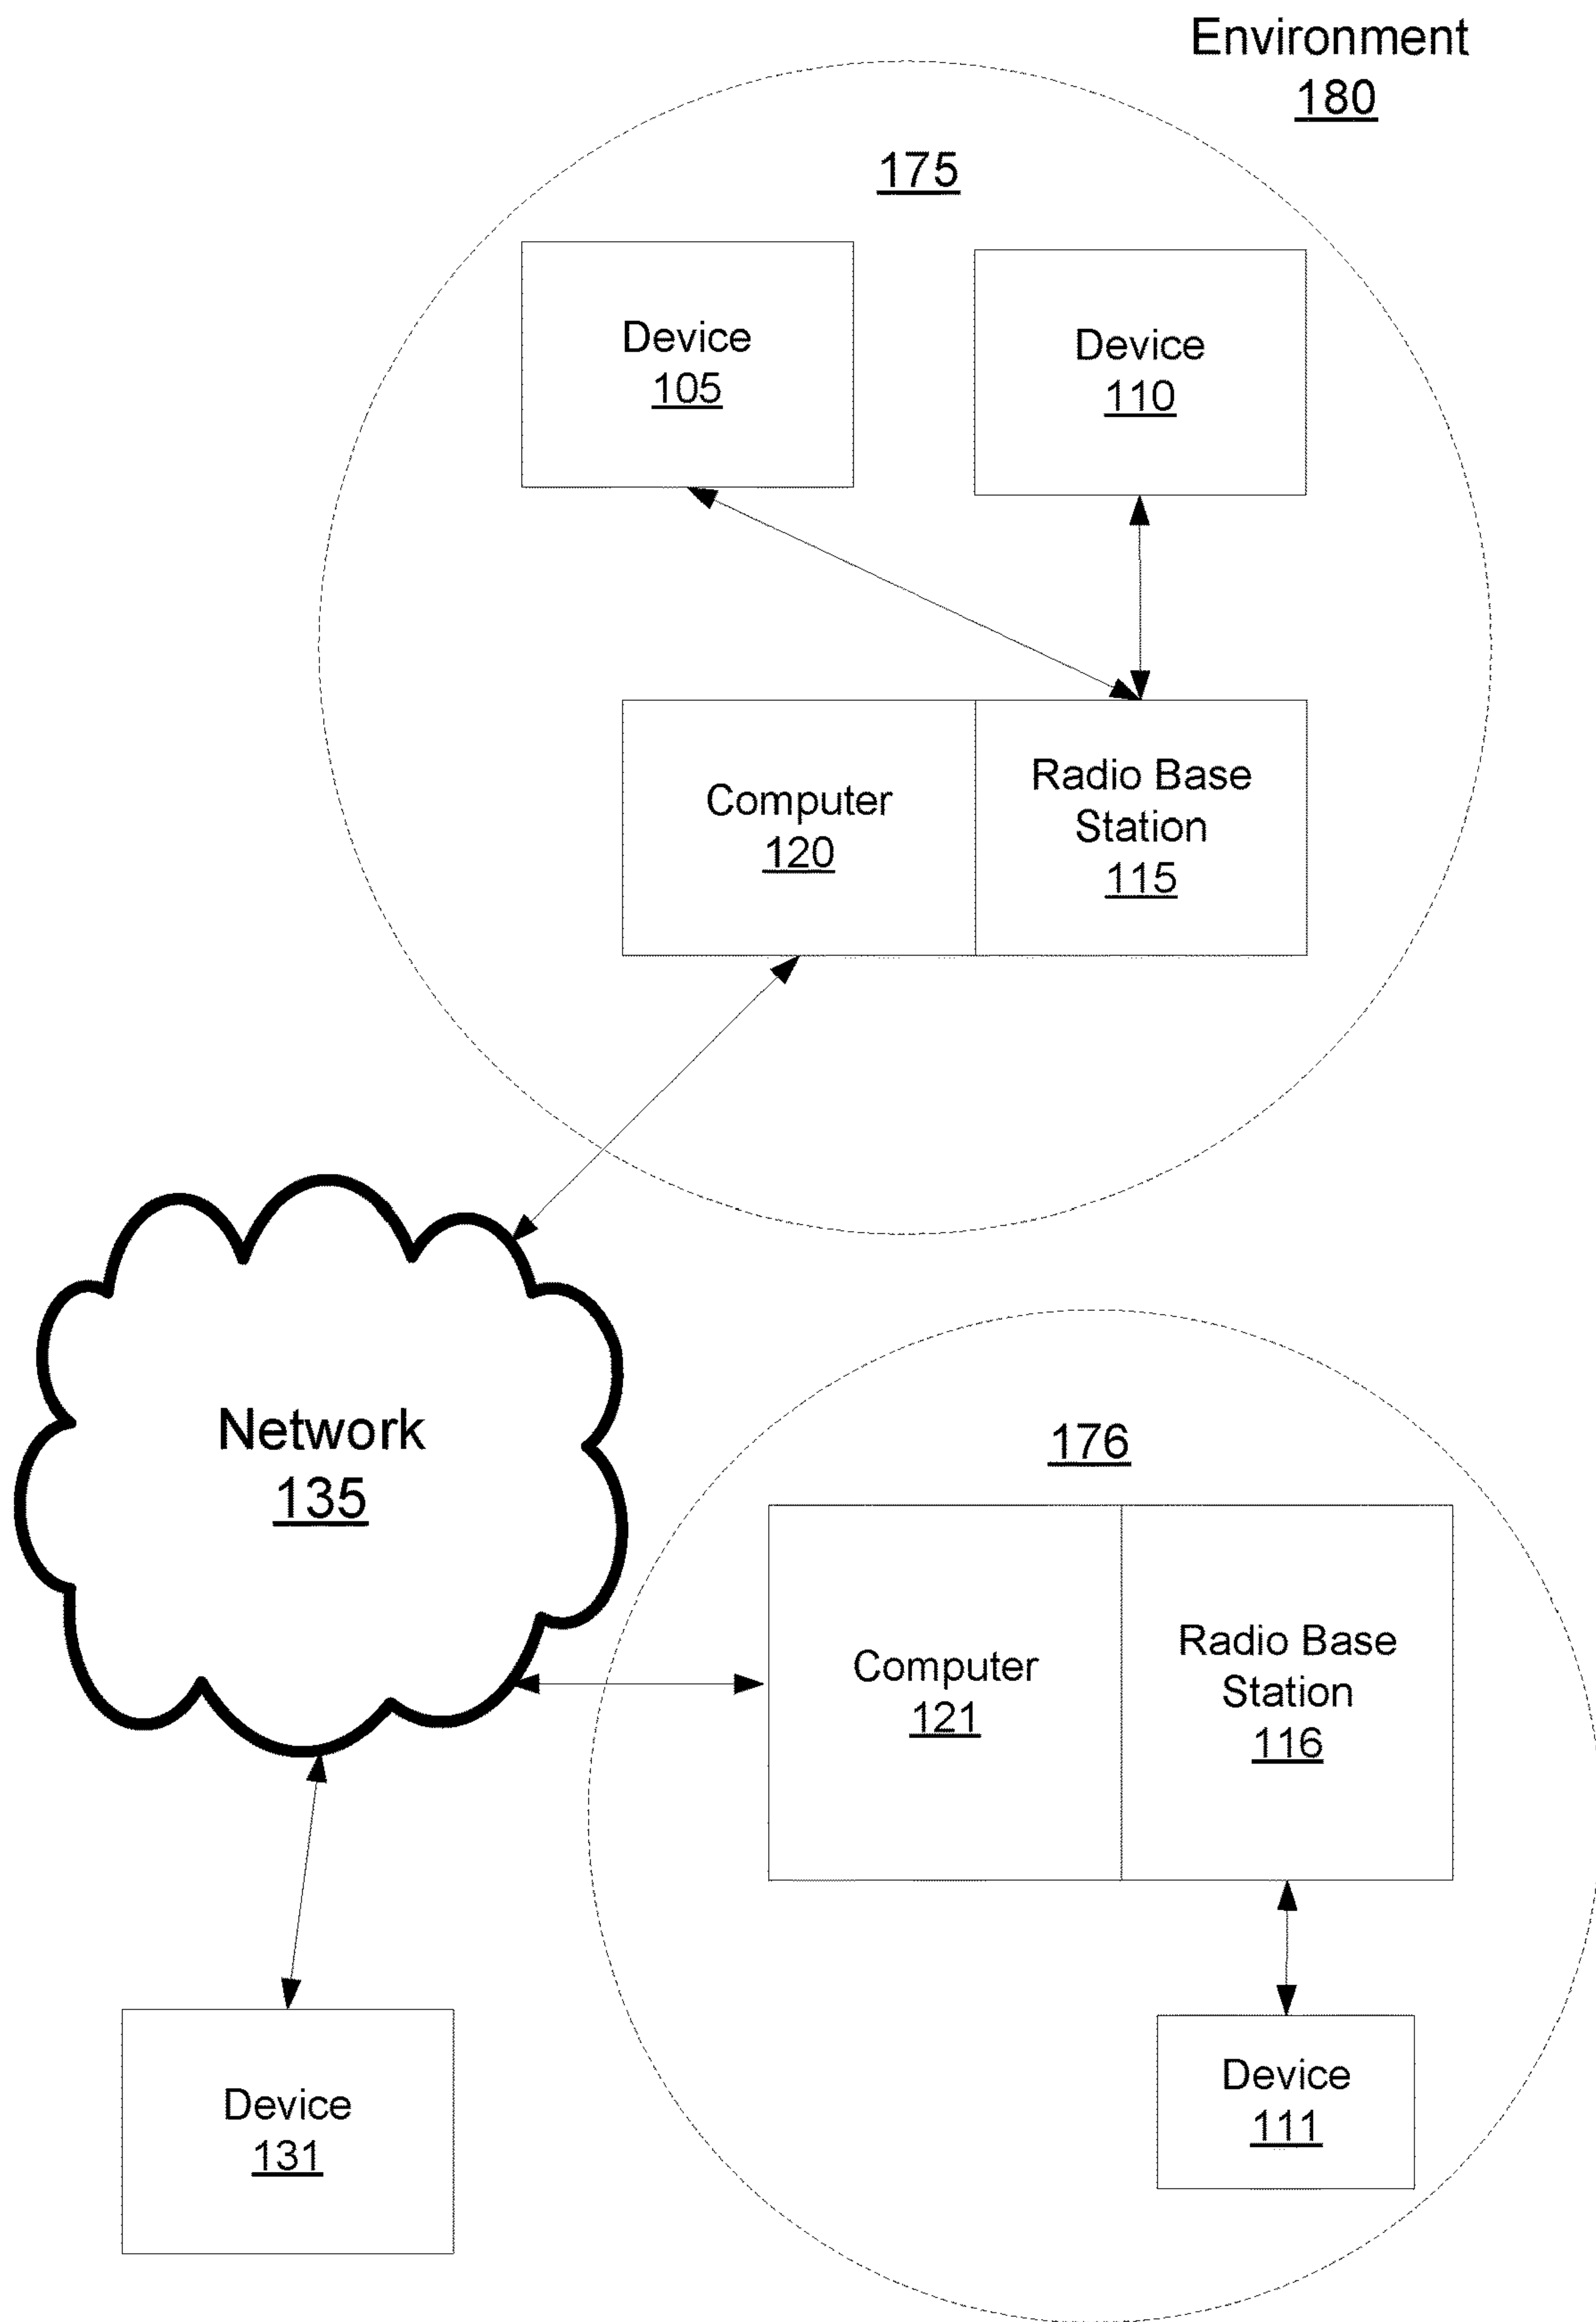 Environment
180
175
Device
105
Device
110
Computer
120
Radio Base
Station
115
Network
135
176
Computer
121
Radio Base
Station
116
Device
131
Device
111